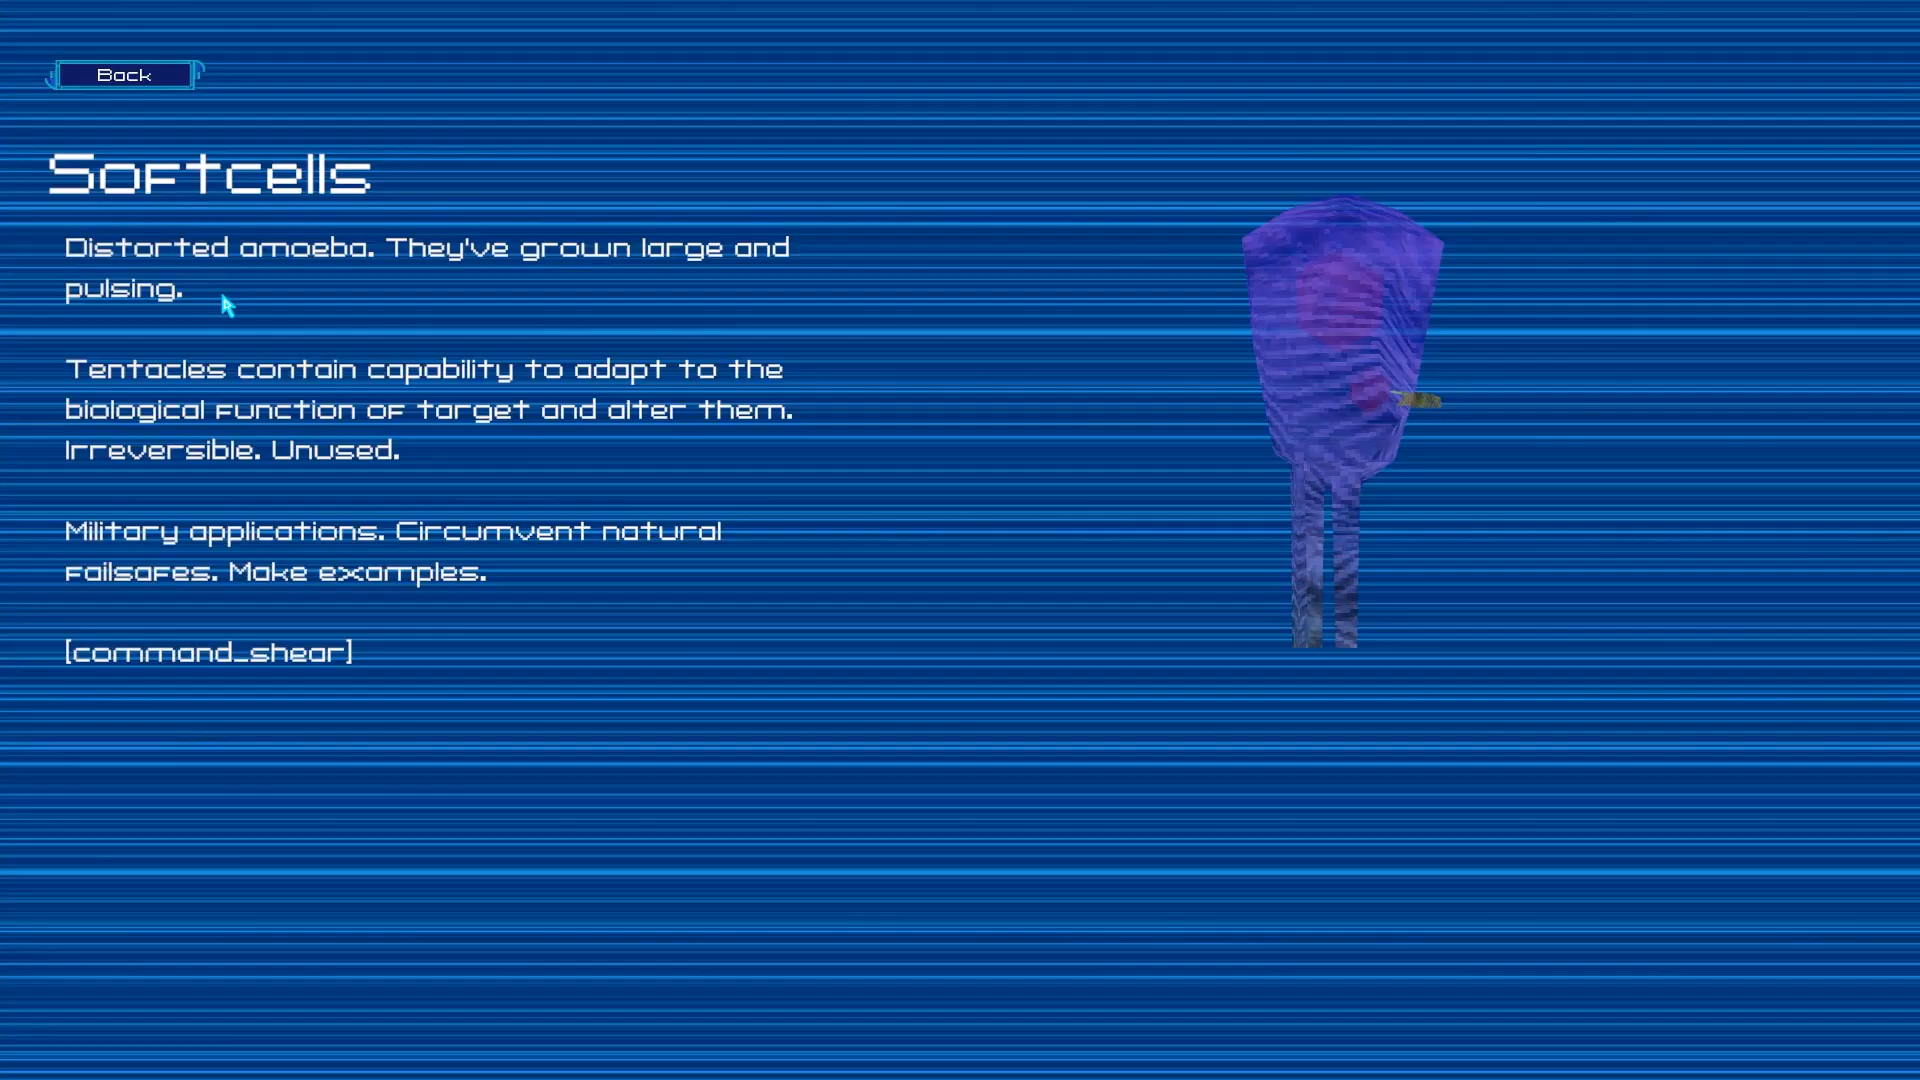 Back
Softcells
Distorted amoeba. They've grown large and
pulsing.
Tentacles contain capability to adapt to the
biological function of target and alter them.
Irreversible. Unused.
Military applications. Circumvent natural
failsafes. Make examples.
[command_shear]